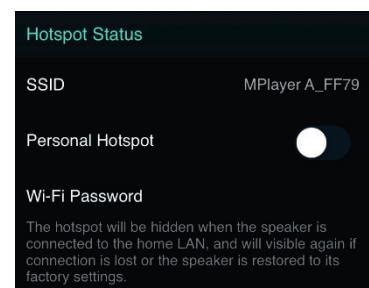 Hotspot Status
SSID MPlayer A_FF79
Personal Hotspot
Wi-Fi Password
The hotspot will be hidden when the speaker is
connected to the home LAN, and will visible again if
connection is lost or the speaker is restored to its
factory settings.